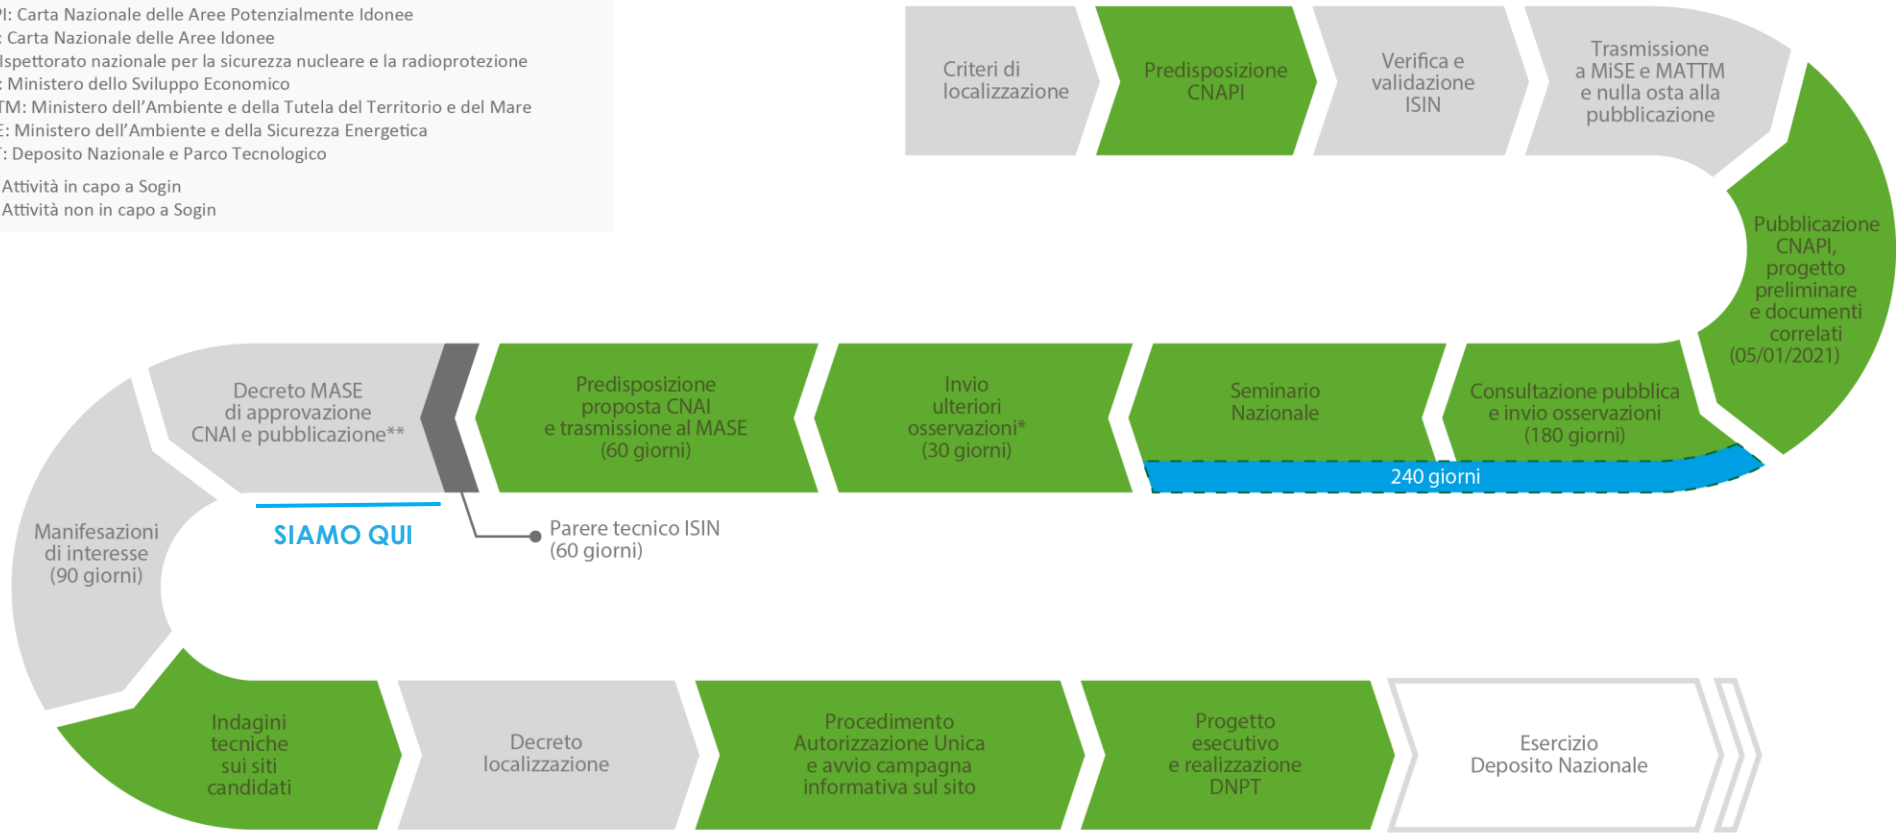 PI: Carta Nazionale delle Aree Potenzialmente Idonee
: Carta Nazionale delle Aree Idonee
Ispettorato nazionale per la sicurezza nucleare e la radioprotezione
: Ministero dello Sviluppo Economico
TM: Ministero dell'Ambiente e della Tutela del Territorio e del Mare
E: Ministero dell'Ambiente e della Sicurezza Energetica
: Deposito Nazionale e Parco Tecnologico
Attività in capo a Sogin
Attività non in capo a Sogin
Criteri di
localizzazione
Predisposizione
CNAPI
Verifica e
validazione
ISIN
Trasmissione
a MiSE e MATTM
e nulla osta alla
pubblicazione
Pubblicazione
CNAPI,
progetto
preliminare
e documenti
correlati
(05/01/2021)
Consultazione pubblica
e invio osservazioni
(180 giorni)
Seminario
Nazionale
240 giorni
Invio
ulteriori
osservazioni*
(30 giorni)
Predisposizione
proposta CNAI
e trasmissione al MASE
(60 giorni)
Parere tecnico ISIN
(60 giorni)
Decreto MASE
di approvazione
CNAI e pubblicazione**
SIAMO QUI
Manifesazioni
di interesse
(90 giorni)
Indagini
tecniche
sui siti
candidati
Decreto
localizzazione
Procedimento
Autorizzazione Unica
e avvio campagna
informativa sul sito
Progetto
esecutivo
e realizzazione
DNPT
Esercizio
Deposito Nazionale